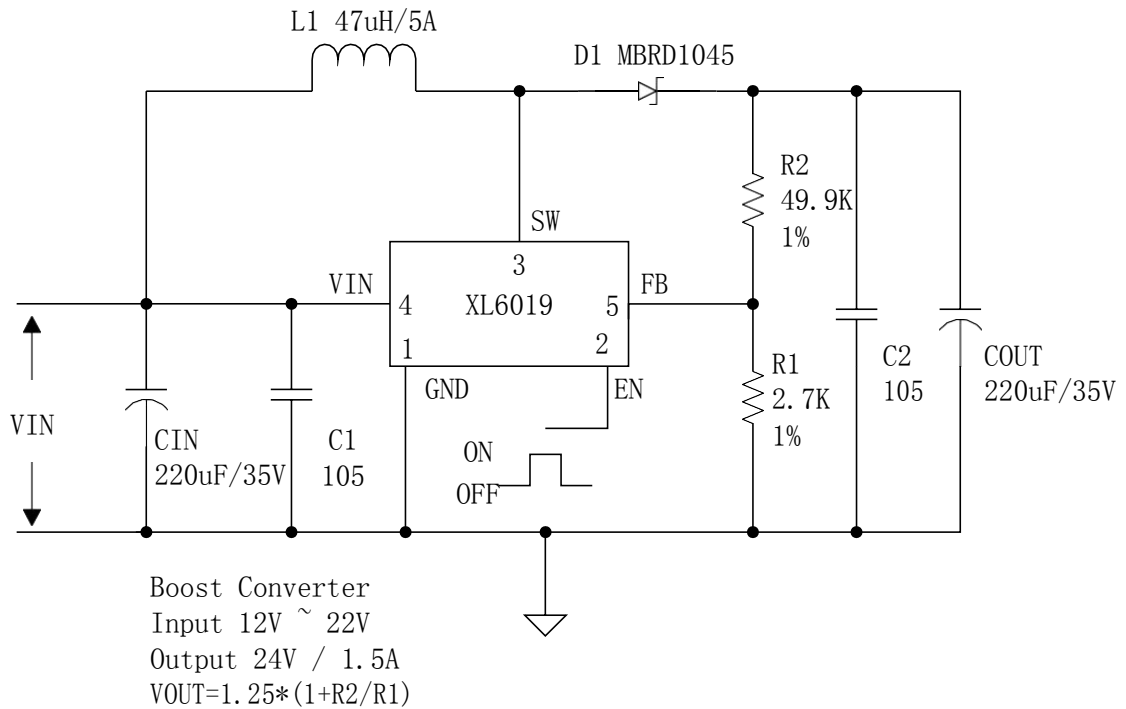 L1 47uH/5A
D1 MBRD1045
R2
49.9K
1%
SW
3
VIN
4
XL6019
5
FB
1
2
GND
EN
R1
2.7K
1%
C2
105
COUT
220uF/35V
VIN
CIN
220uF/35V
C1
105
ON
OFF
Boost Converter
Input 12V ~ 22V
Output 24V / 1.5A
VOUT=1.25*(1+R2/R1)